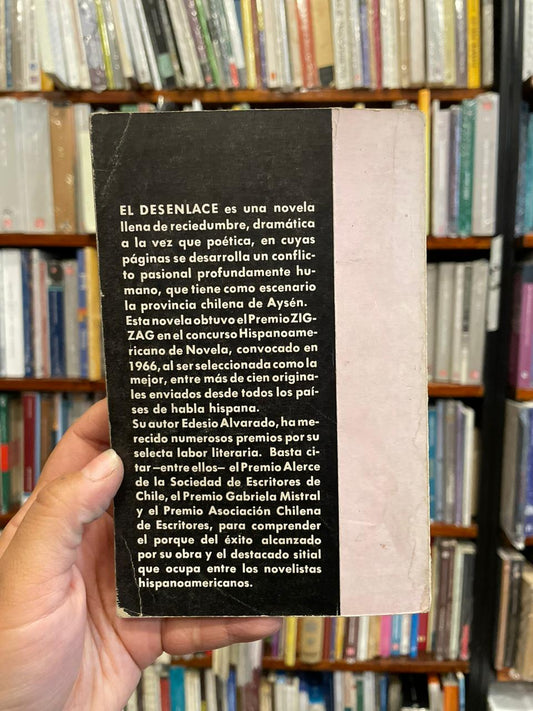 EL DESENLACE es una novela
llena de reciedumbre, dramática
a la vez que poética, en cuyas
páginas se desarrolla un conflic-
to pasional profundamente hu-
mano, que tiene como escenario
la provincia chilena de Aysén.
Esta novela obtuvo el Premio ZIG-
ZAG en el concurso Hispanoame-
ricano de Novela, convocado en
1966, al ser seleccionada como la
mejor, entre más de cien origina-
les enviados desde todos los paí-
ses de habla hispana.
Su autor Edesio Alvarado, ha me-
recido numerosos premios por su
selecta labor literaria. Basta ci-
tar —entre ellos— el Premio Alerce
de la Sociedad de Escritores de
Chile, el Premio Gabriela Mistral
y el Premio Asociación Chilena
de Escritores, para comprender
el porque del éxito alcanzado
por su obra y el destacado sitial
que ocupa entre los novelistas
hispanoamericanos.